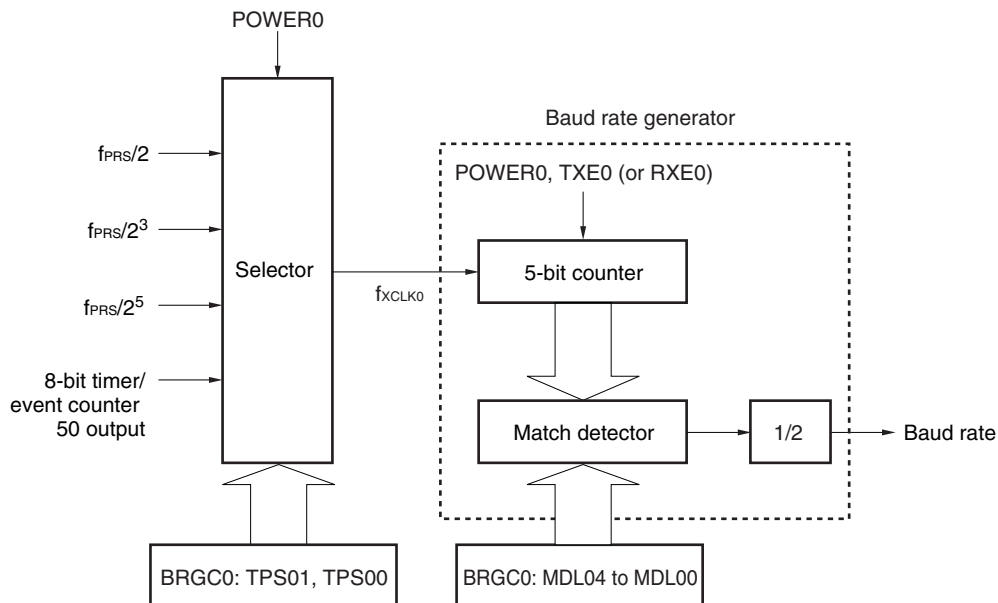 POWER0
Baud rate generator
fPRS/2
POWER0, TXE0 (or RXE0)
fPRS/2³
Selector
5-bit counter
fXCLK0
fPRS/2⁵
8-bit timer/
event counter
50 output
Match detector
1/2
Baud rate
BRGC0: TPS01, TPS00
BRGC0: MDL04 to MDL00